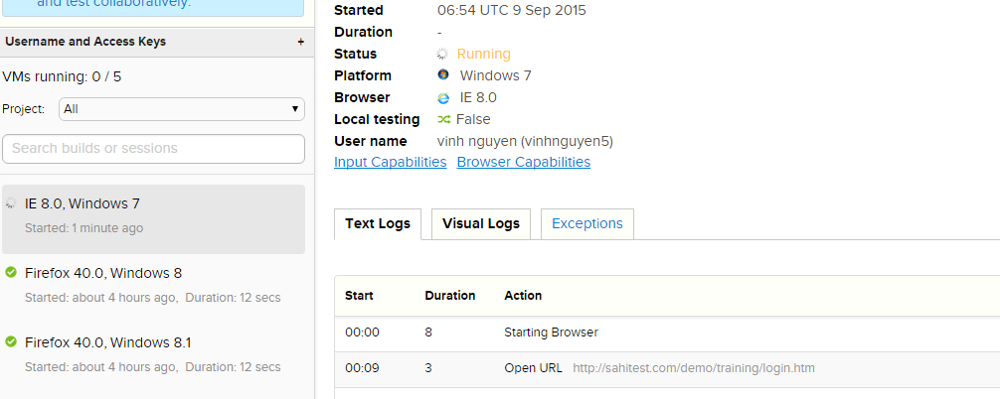 and test collaboratively.
Username and Access Keys +
VMs running: 0 / 5
Project: All
Search builds or sessions
IE 8.0, Windows 7
Started: 1 minute ago
Firefox 40.0, Windows 8
Started: about 4 hours ago, Duration: 12 secs
Firefox 40.0, Windows 8.1
Started: about 4 hours ago, Duration: 12 secs
Started 06:54 UTC 9 Sep 2015
Duration -
Status Running
Platform Windows 7
Browser IE 8.0
Local testing False
User name vinh nguyen (vinhnguyen5)
Input Capabilities Browser Capabilities
Text Logs Visual Logs Exceptions
Start Duration Action
00:00 8 Starting Browser
00:09 3 Open URL http://sahitest.com/demo/training/login.htm